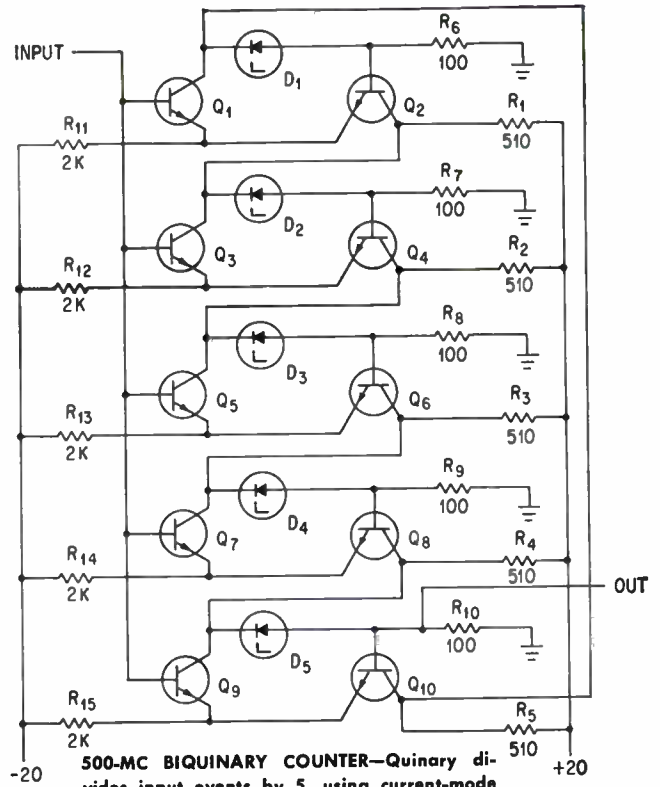 R6
INPUT
100
D1
Q1
Q2
R11
R1
2K
510
R7
100
D2
Q3
Q4
R12
R2
2K
510
R8
100
D3
Q5
Q6
R13
R3
2K
510
R9
100
D4
Q7
Q8
R14
R4
2K
510
OUT
R10
100
D5
Q9
Q10
R15
R5
2K
510
-20
+20
500-MC BIQUINARY COUNTER—Quinary di-
vides input events by 5, using current-mode